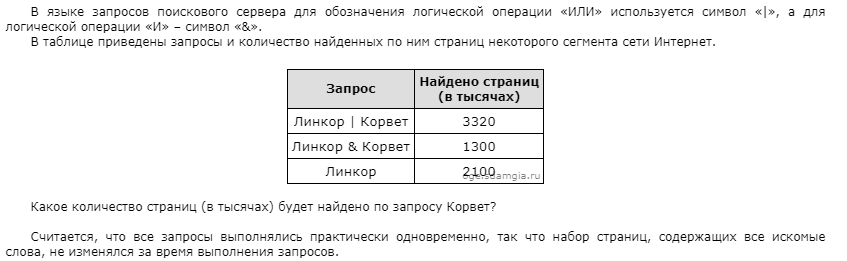 В языке запросов поискового сервера для обозначения логической операции «ИЛИ» используется символ «|», а для
логической операции «И» – символ «&».
В таблице приведены запросы и количество найденных по ним страниц некоторого сегмента сети Интернет.
Запрос Найдено страниц
(в тысячах)
Линкор | Корвет 3320
Линкор & Корвет 1300
Линкор 2100
Какое количество страниц (в тысячах) будет найдено по запросу Корвет?
Считается, что все запросы выполнялись практически одновременно, так что набор страниц, содержащих все искомые
слова, не изменялся за время выполнения запросов.